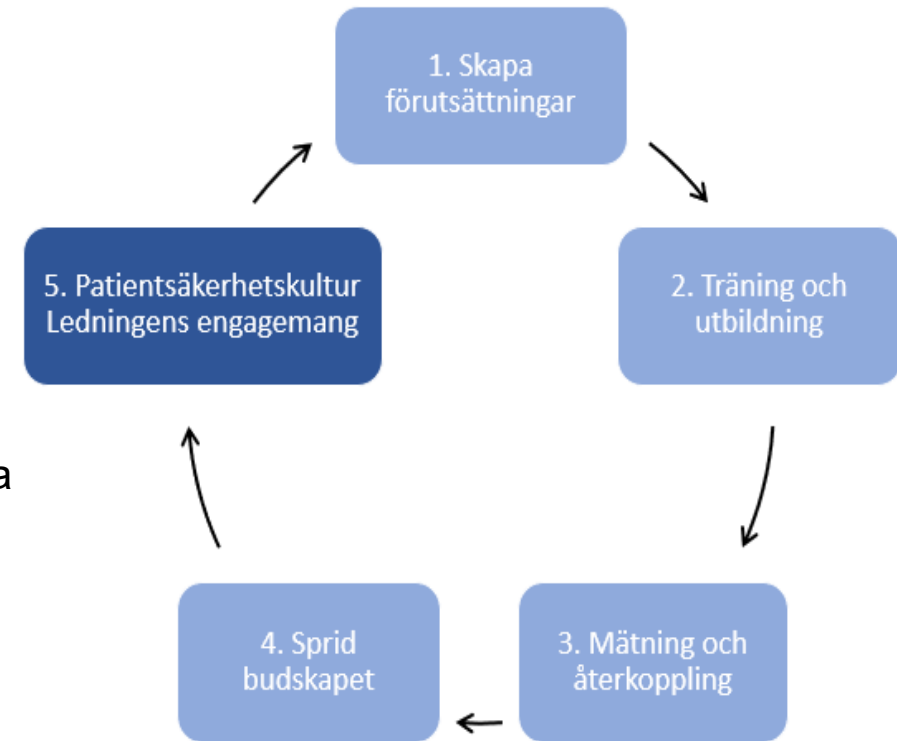 1. Skapa
förutsättningar
2. Träning och
utbildning
3. Mätning och
återkoppling
4. Sprid
budskapet
5. Patientsäkerhetskultur
Ledningens engagemang
a